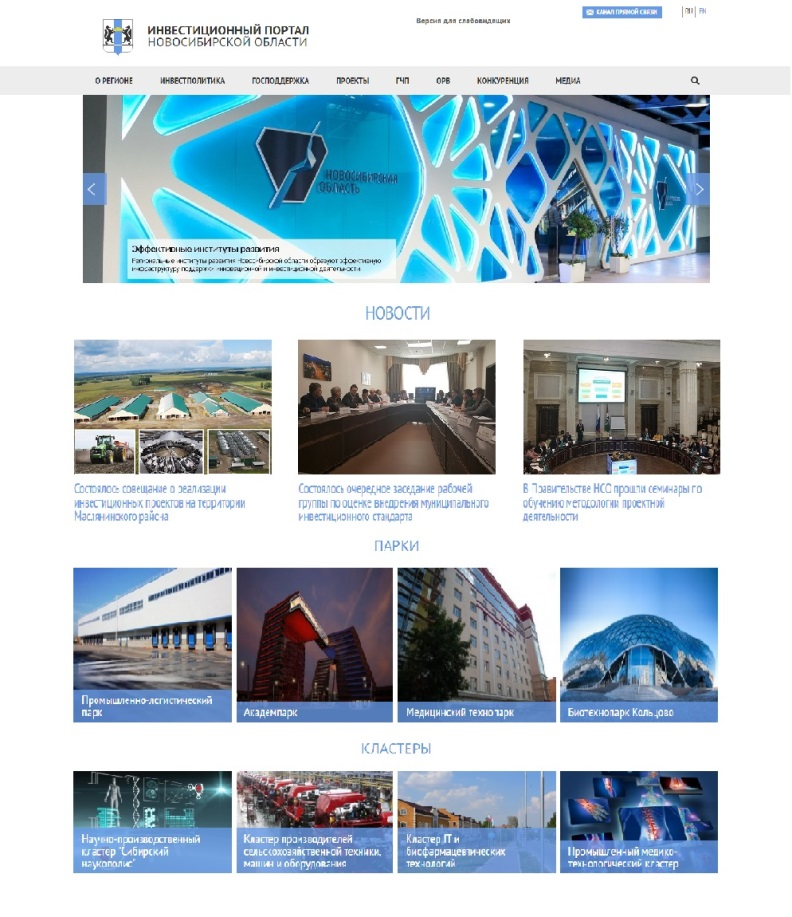 Версия для слабовидящих
КАНАЛ ПРЯМОЙ СВЯЗИ
RU | EN
ИНВЕСТИЦИОННЫЙ ПОРТАЛ
НОВОСИБИРСКОЙ ОБЛАСТИ
О РЕГИОНЕ ИНВЕСТПОЛИТИКА ГОСПОДДЕРЖКА ПРОЕКТЫ ГЧП ОРВ КОНКУРЕНЦИЯ МЕДИА
НОВОСИБИРСКАЯ
ОБЛАСТЬ
Эффективные институты развития
Региональные институты развития Новосибирской области образуют эффективную
инфраструктуру поддержки инновационной и инвестиционной деятельности
НОВОСТИ
Состоялось совещание о реализации
инвестиционных проектов на территории
Маслянинского района
Состоялось очередное заседание рабочей
группы по оценке внедрения муниципального
инвестиционного стандарта
В Правительстве НСО прошли семинары по
обучению методологии проектной
деятельности
ПАРКИ
Промышленно-логистический
парк
Академпарк
Медицинский технопарк
Биотехнопарк Кольцово
КЛАСТЕРЫ
Научно-производственный
кластер "Сибирский
наукополис"
Кластер производителей
сельскохозяйственной техники,
машин и оборудования
Кластер IT и
биофармацевтических
технологий
Промышленный медико-
технологический кластер